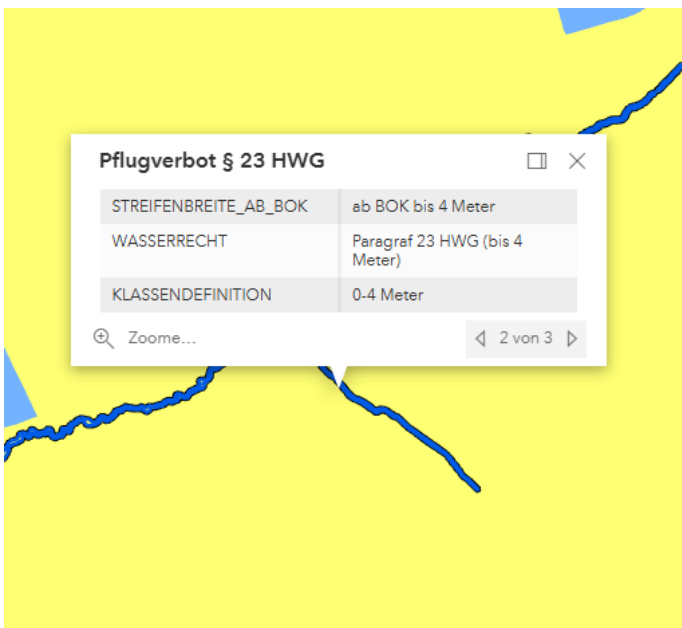 Pflugverbot § 23 HWG
STREIFENBREITE_AB_BOK ab BOK bis 4 Meter
WASSERRECHT Paragraf 23 HWG (bis 4
Meter)
KLASSENDEFINITION 0-4 Meter
Zoome... 2 von 3